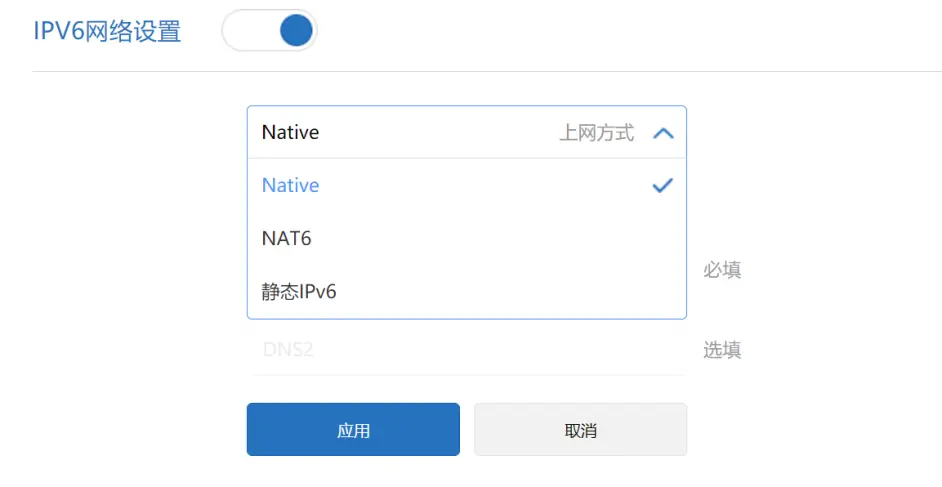 IPV6网络设置
Native 上网方式
Native
NAT6
必填
静态IPv6
DNS2 选填
应用 取消